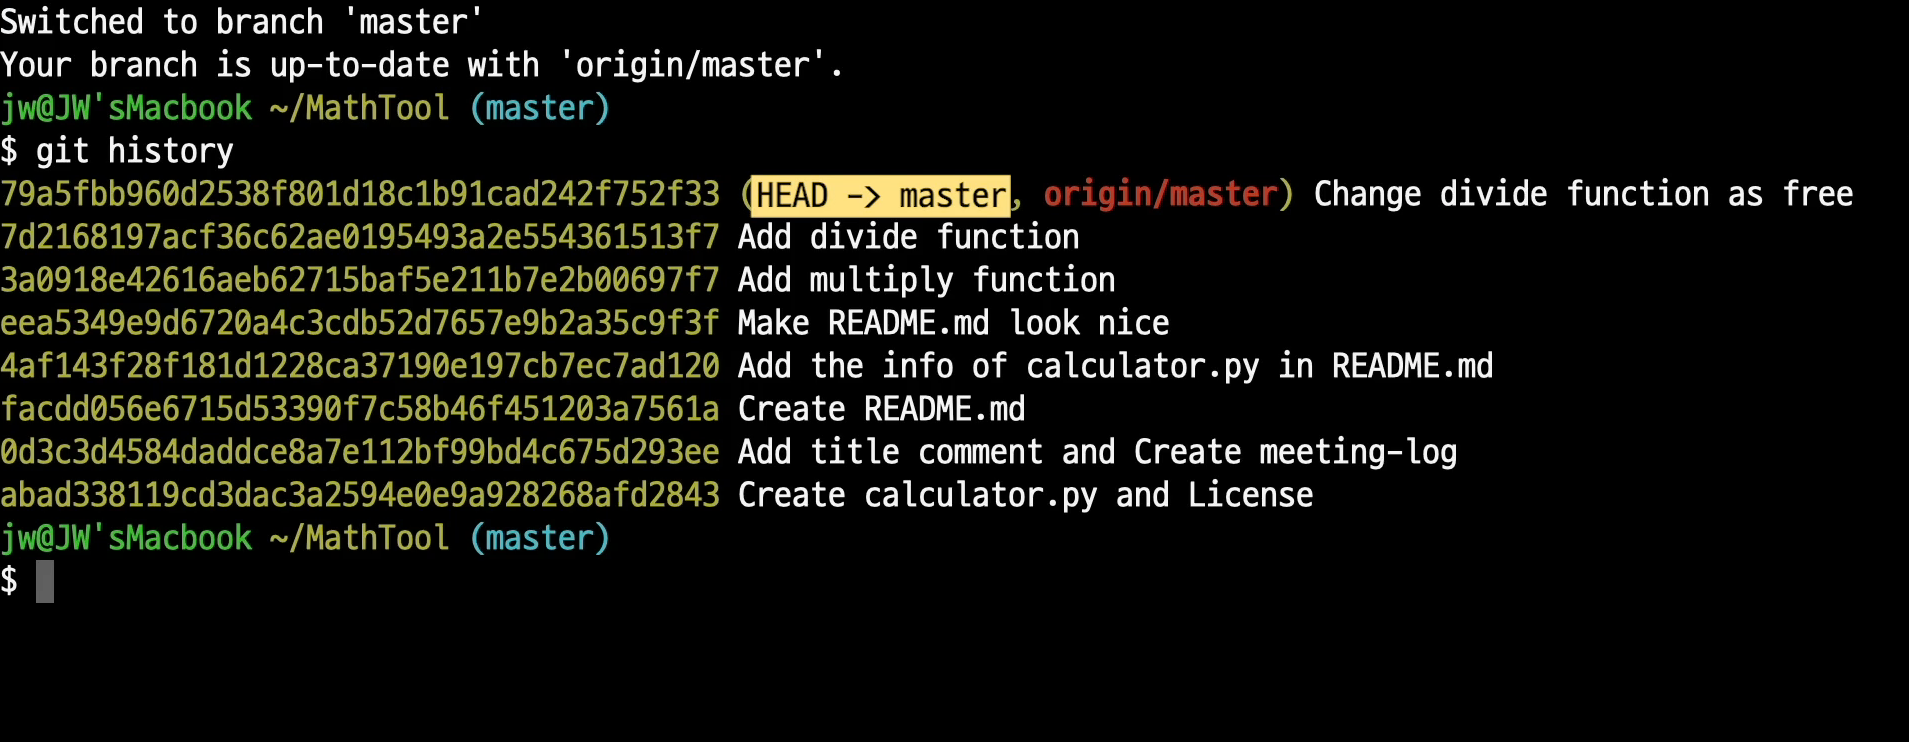 Switched to branch 'master'
Your branch is up-to-date with 'origin/master'.
jw@JW'sMacbook ~/MathTool (master)
$ git history
79a5fbb960d2538f801d18c1b91cad242f752f33 (HEAD -> master, origin/master) Change divide function as free
7d2168197acf36c62ae0195493a2e554361513f7 Add divide function
3a0918e42616aeb62715baf5e211b7e2b00697f7 Add multiply function
eea5349e9d6720a4c3cdb52d7657e9b2a35c9f3f Make README.md look nice
4af143f28f181d1228ca37190e197cb7ec7ad120 Add the info of calculator.py in README.md
facdd056e6715d53390f7c58b46f451203a7561a Create README.md
0d3c3d4584daddce8a7e112bf99bd4c675d293ee Add title comment and Create meeting-log
abad338119cd3dac3a2594e0e9a928268afd2843 Create calculator.py and License
jw@JW'sMacbook ~/MathTool (master)
$